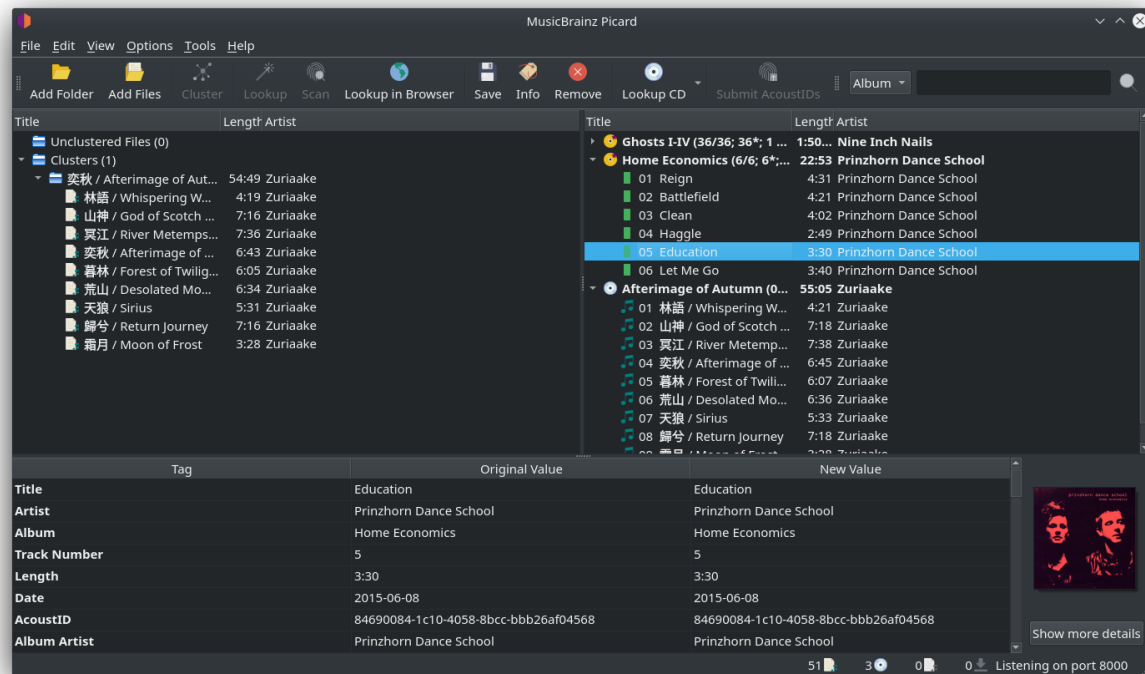 MusicBrainz Picard
File Edit View Options Tools Help
Add Folder Add Files Cluster Lookup Scan Lookup in Browser Save Info Remove Lookup CD Submit AcoustIDs Album
Title Length Artist
Unclustered Files (0)
Clusters (1)
奕秋 / Afterimage of Aut... 54:49 Zuriaake
林語 / Whispering W... 4:19 Zuriaake
山神 / God of Scotch ... 7:16 Zuriaake
冥江 / River Metemps... 7:36 Zuriaake
奕秋 / Afterimage of ... 6:43 Zuriaake
暮林 / Forest of Twilig... 6:05 Zuriaake
荒山 / Desolated Mo... 6:34 Zuriaake
天狼 / Sirius 5:31 Zuriaake
歸兮 / Return Journey 7:16 Zuriaake
霜月 / Moon of Frost 3:28 Zuriaake
Title Length Artist
Ghosts I-IV (36/36; 36*; 1 ... 1:50... Nine Inch Nails
Home Economics (6/6; 6*;... 22:53 Prinzhorn Dance School
01 Reign 4:31 Prinzhorn Dance School
02 Battlefield 4:21 Prinzhorn Dance School
03 Clean 4:02 Prinzhorn Dance School
04 Haggle 2:49 Prinzhorn Dance School
05 Education 3:30 Prinzhorn Dance School
06 Let Me Go 3:40 Prinzhorn Dance School
Afterimage of Autumn (0... 55:05 Zuriaake
01 林語 / Whispering W... 4:21 Zuriaake
02 山神 / God of Scotch ... 7:18 Zuriaake
03 冥江 / River Metemp... 7:38 Zuriaake
04 奕秋 / Afterimage of ... 6:45 Zuriaake
05 暮林 / Forest of Twili... 6:07 Zuriaake
06 荒山 / Desolated Mo... 6:36 Zuriaake
07 天狼 / Sirius 5:33 Zuriaake
08 歸兮 / Return Journey 7:18 Zuriaake
Tag Original Value New Value
Title Education Education
Artist Prinzhorn Dance School Prinzhorn Dance School
Album Home Economics Home Economics
Track Number 5 5
Length 3:30 3:30
Date 2015-06-08 2015-06-08
AcoustID 84690084-1c10-4058-8bcc-bbb26af04568 84690084-1c10-4058-8bcc-bbb26af04568
Album Artist Prinzhorn Dance School Prinzhorn Dance School
prinzhorn dance school
home economics
Show more details
51 3 0 0 Listening on port 8000